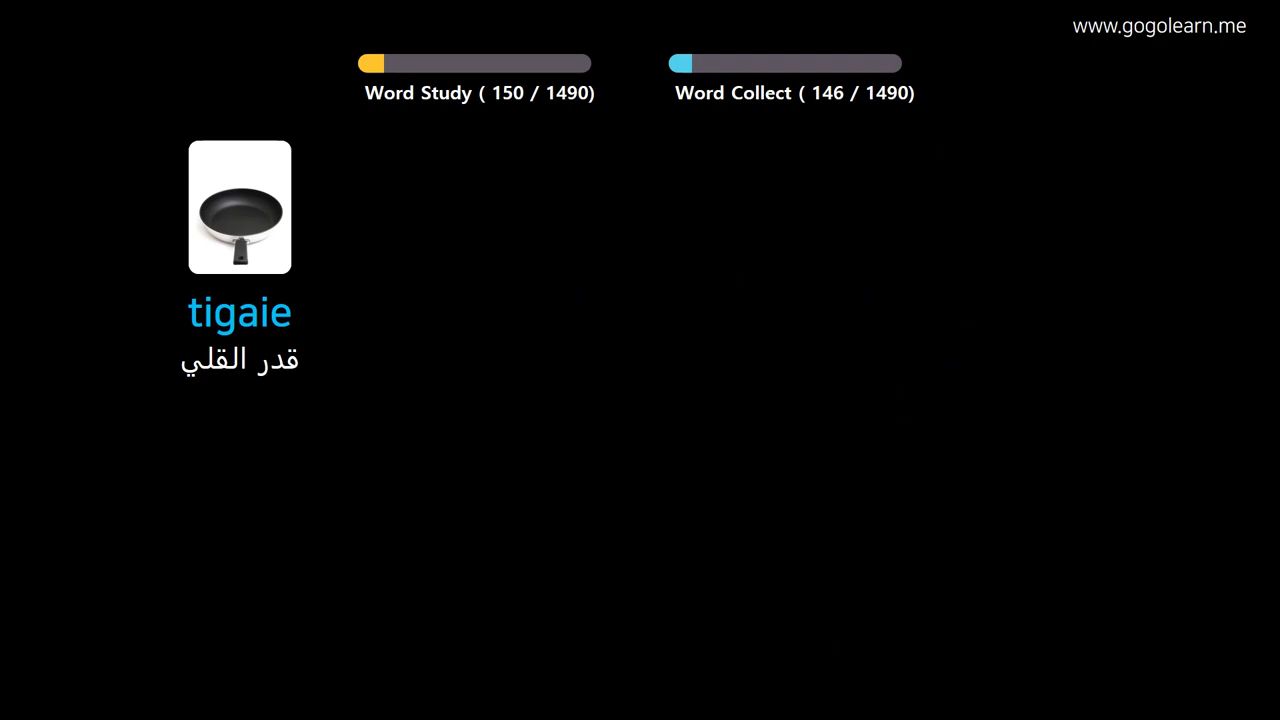 www.gogolearn.me
Word Study ( 150 / 1490)
Word Collect ( 146 / 1490)
tigaie
قدر القلي